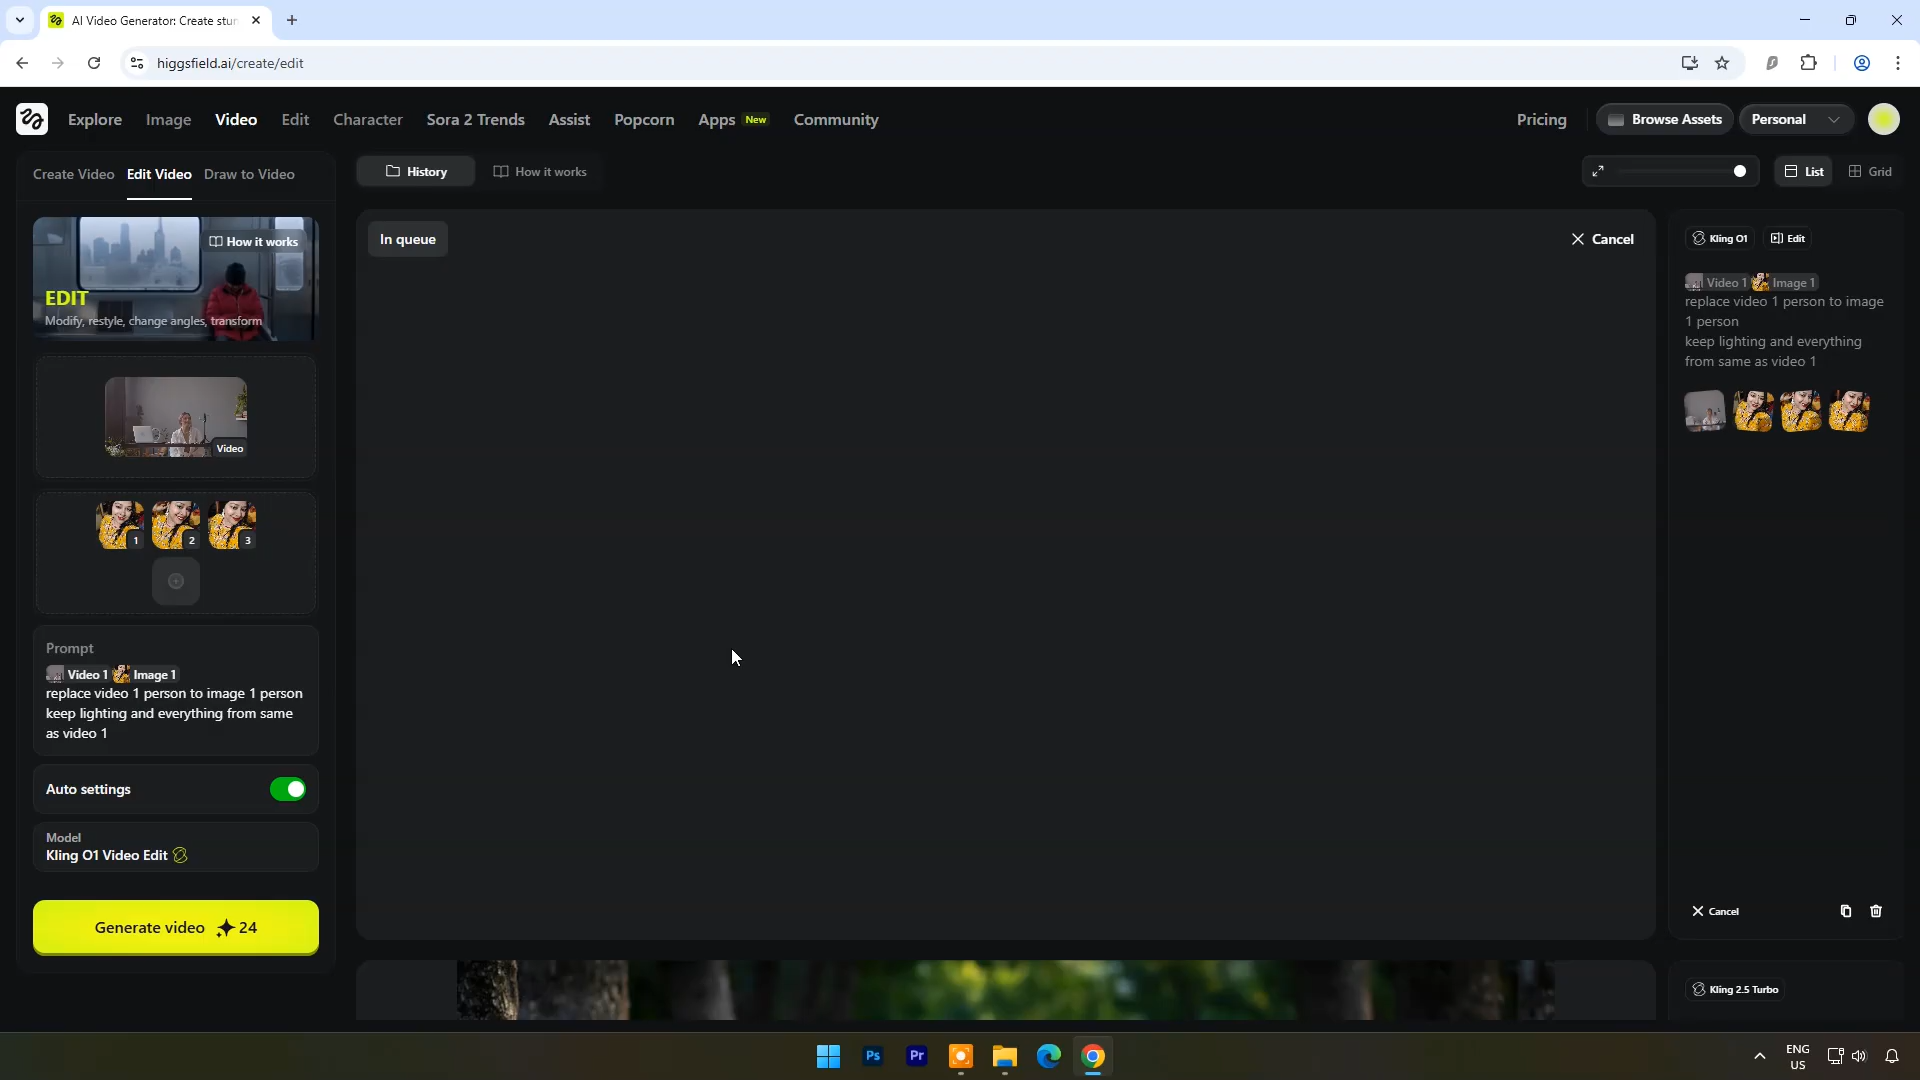 AI Video Generator: Create stur
higgsfield.ai/create/edit
Explore
Image
Video
Edit
Character
Sora 2 Trends
Assist
Popcorn
Apps New
Community
Pricing
Browse Assets
Personal
Create Video
Edit Video
Draw to Video
History
How it works
List
Grid
How it works
EDIT
Modify, restyle, change angles, transform
Video
1
2
3
Prompt
Video 1 Image 1
replace video 1 person to image 1 person
keep lighting and everything from same
as video 1
Auto settings
Model
Kling O1 Video Edit
Generate video 24
In queue
Cancel
Kling O1
Edit
Video 1 Image 1
replace video 1 person to image
1 person
keep lighting and everything
from same as video 1
Cancel
Kling 2.5 Turbo
Ps
Pr
ENG
US